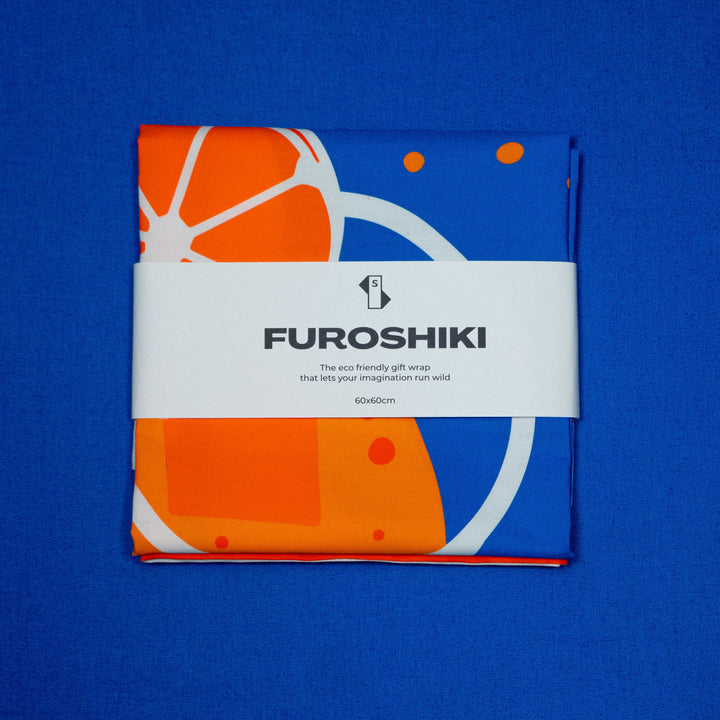 S
FUROSHIKI
The eco friendly gift wrap
that lets your imagination run wild
60x60cm